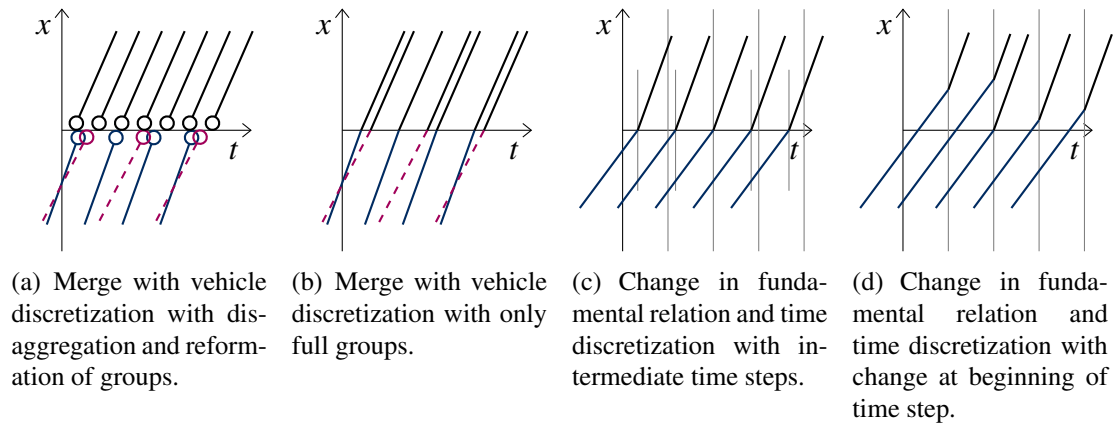 x
t
x
t
x
t
x
t
(a) Merge with vehicle
discretization with dis-
aggregation and reform-
ation of groups.
(b) Merge with vehicle
discretization with only
full groups.
(c) Change in funda-
mental relation and time
discretization with in-
termediate time steps.
(d) Change in funda-
mental relation and
time discretization with
change at beginning of
time step.